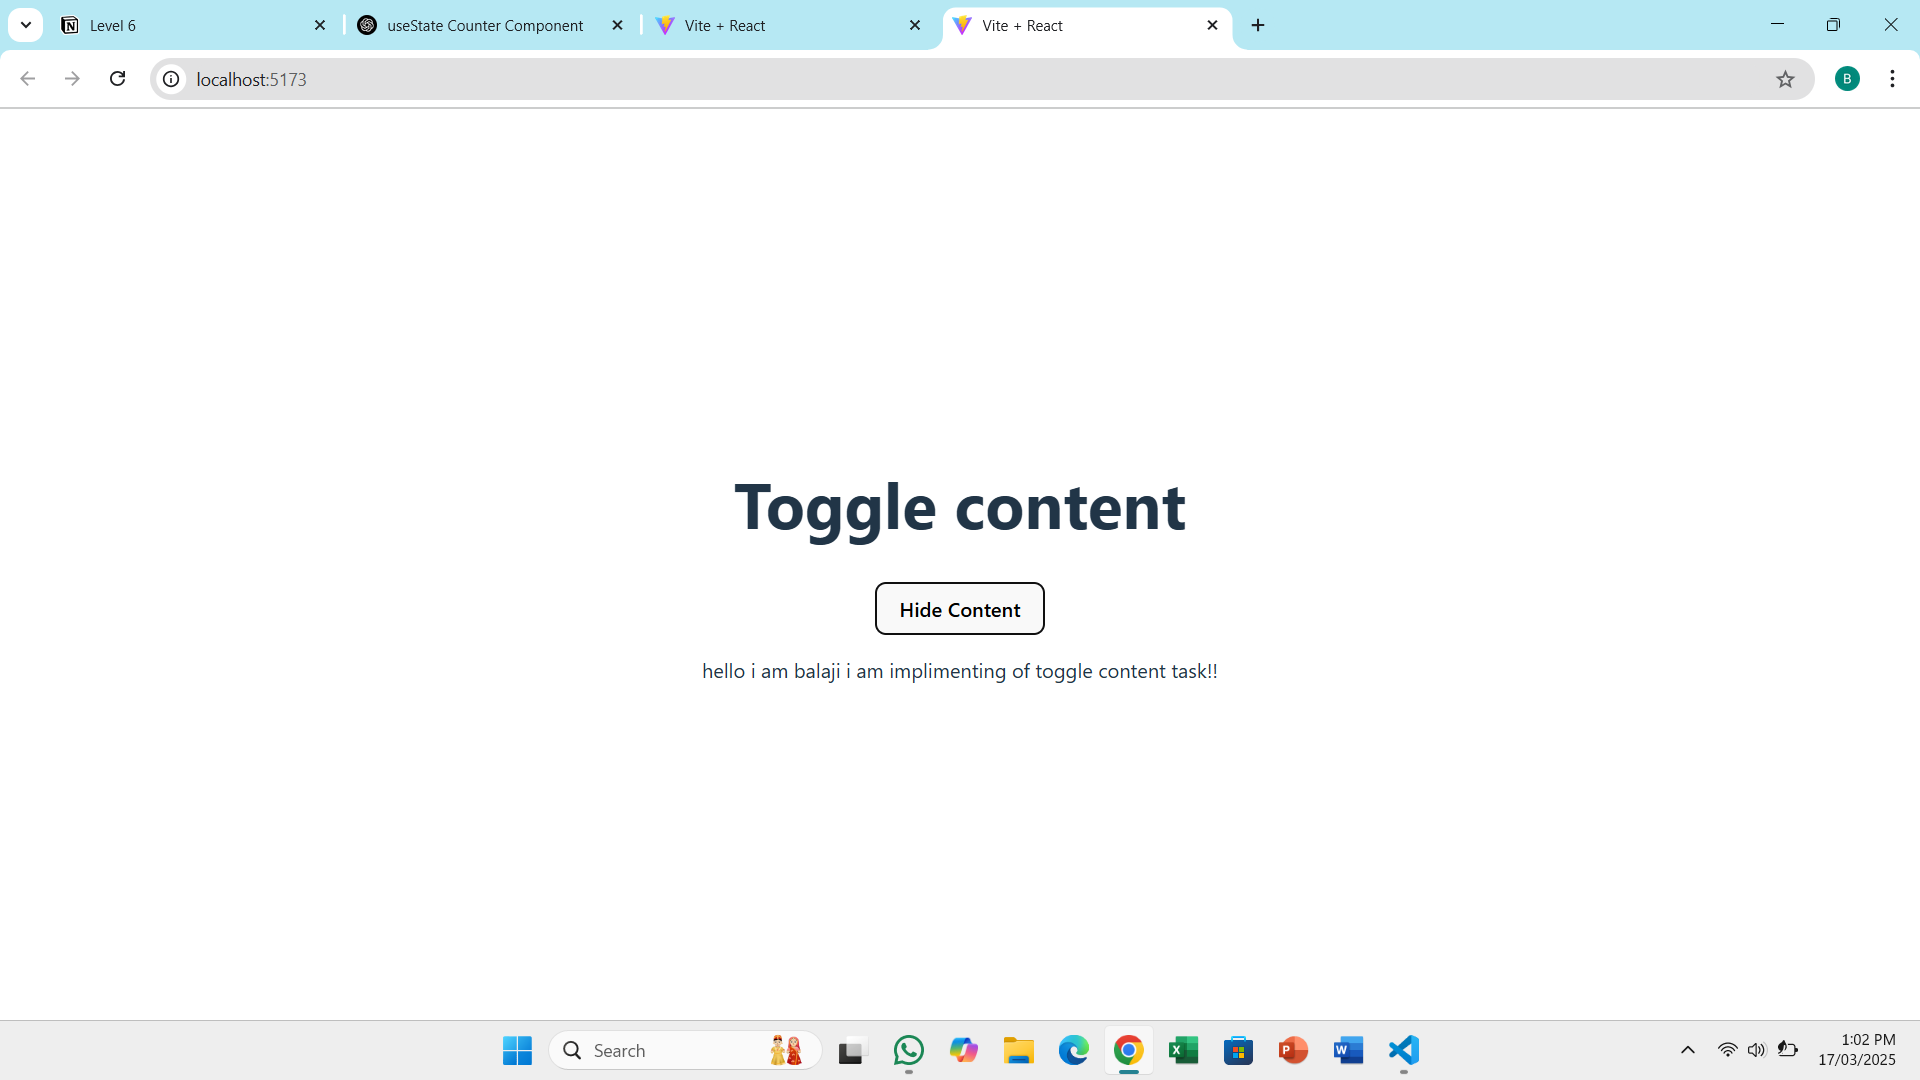 Level 6
useState Counter Component
Vite + React
Vite + React
localhost:5173
B
Toggle content
Hide Content
hello i am balaji i am implimenting of toggle content task!!
Search
1:02 PM
17/03/2025